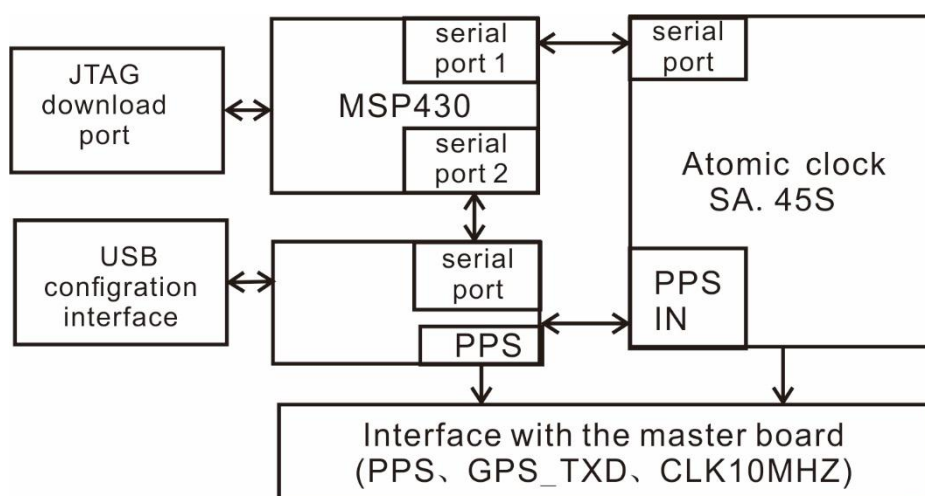 serial
port 1
serial
port
JTAG
download
port
MSP430
serial
port 2
Atomic clock
SA. 45S
USB
configration
interface
serial
port
PPS
PPS
IN
Interface with the master board
(PPS、GPS_TXD、CLK10MHZ)